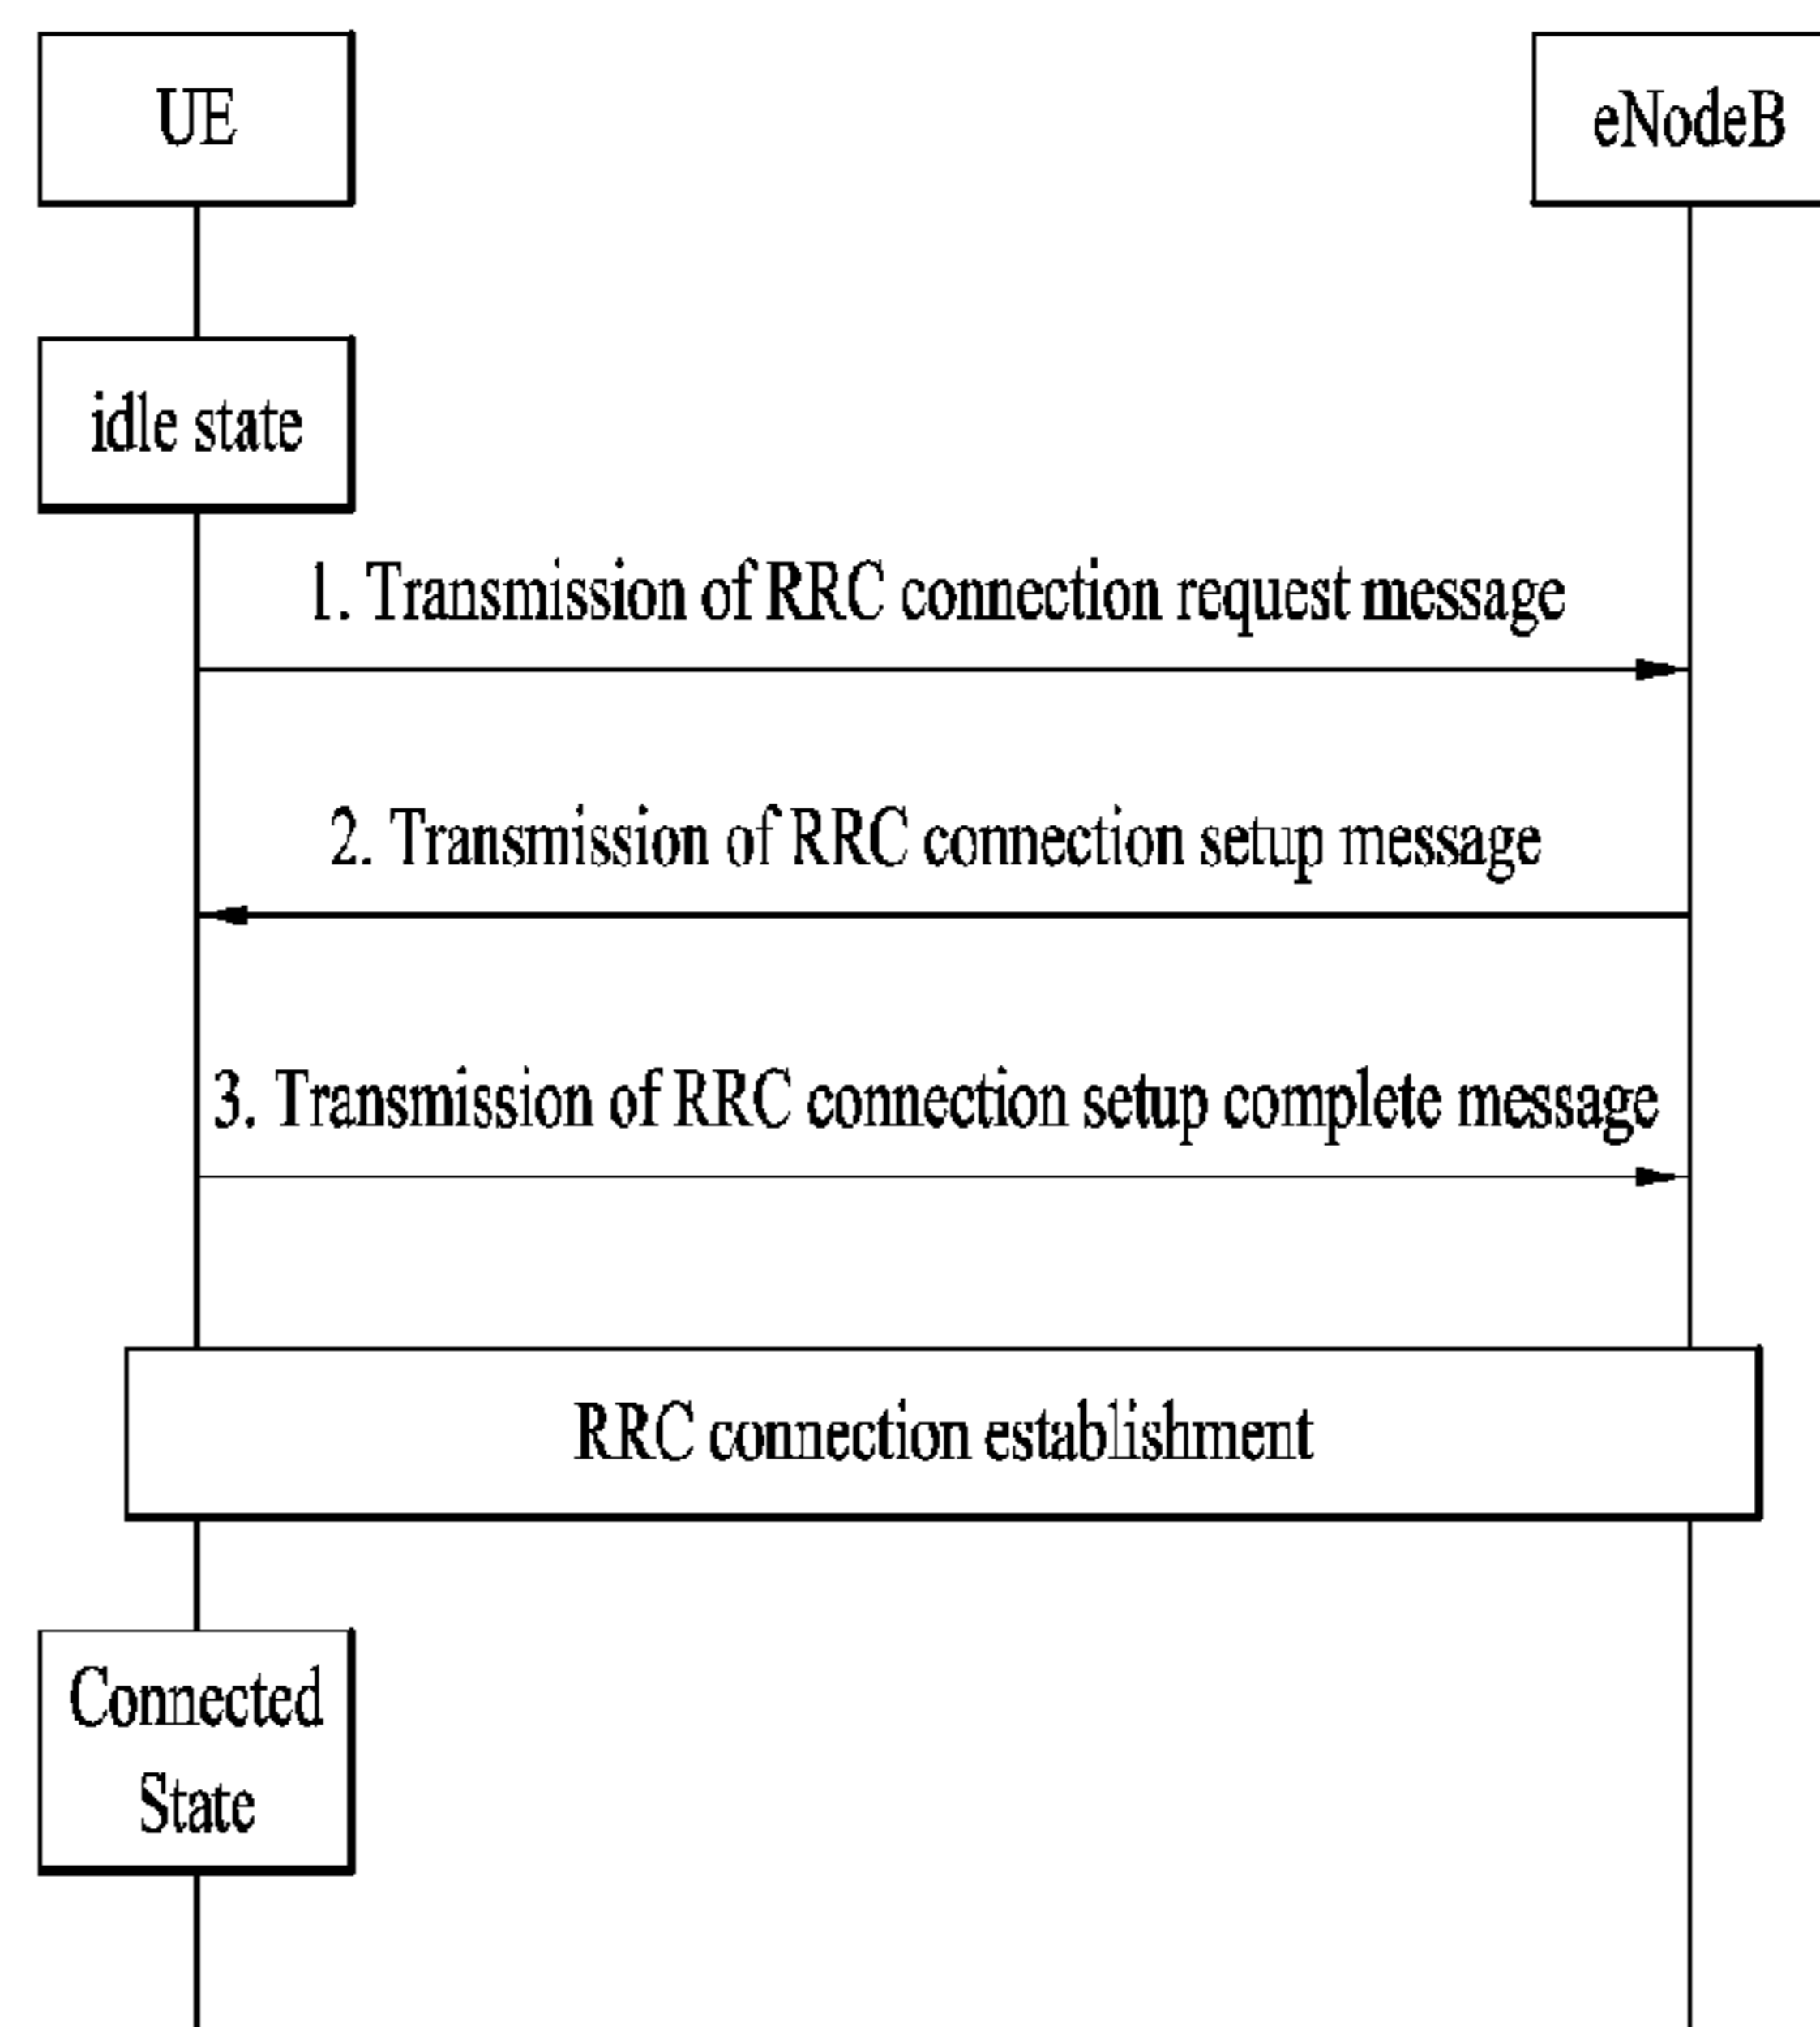 UE
eNodeB
idle state
1. Transmission of RRC connection request message
2. Transmission of RRC connection setup message
3. Transmission of RRC connection setup complete message
RRC connection establishment
Connected
State